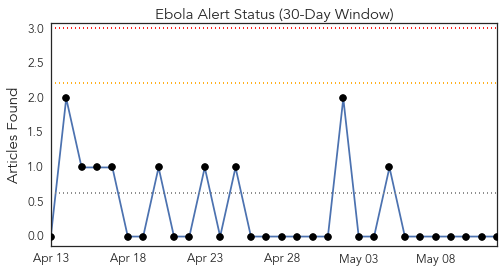 Ebola Alert Status (30-Day Window)
Articles Found
3.0
2.5
2.0
1.5
1.0
0.5
0.0
Apr 13
Apr 18
Apr 23
Apr 28
May 03
May 08